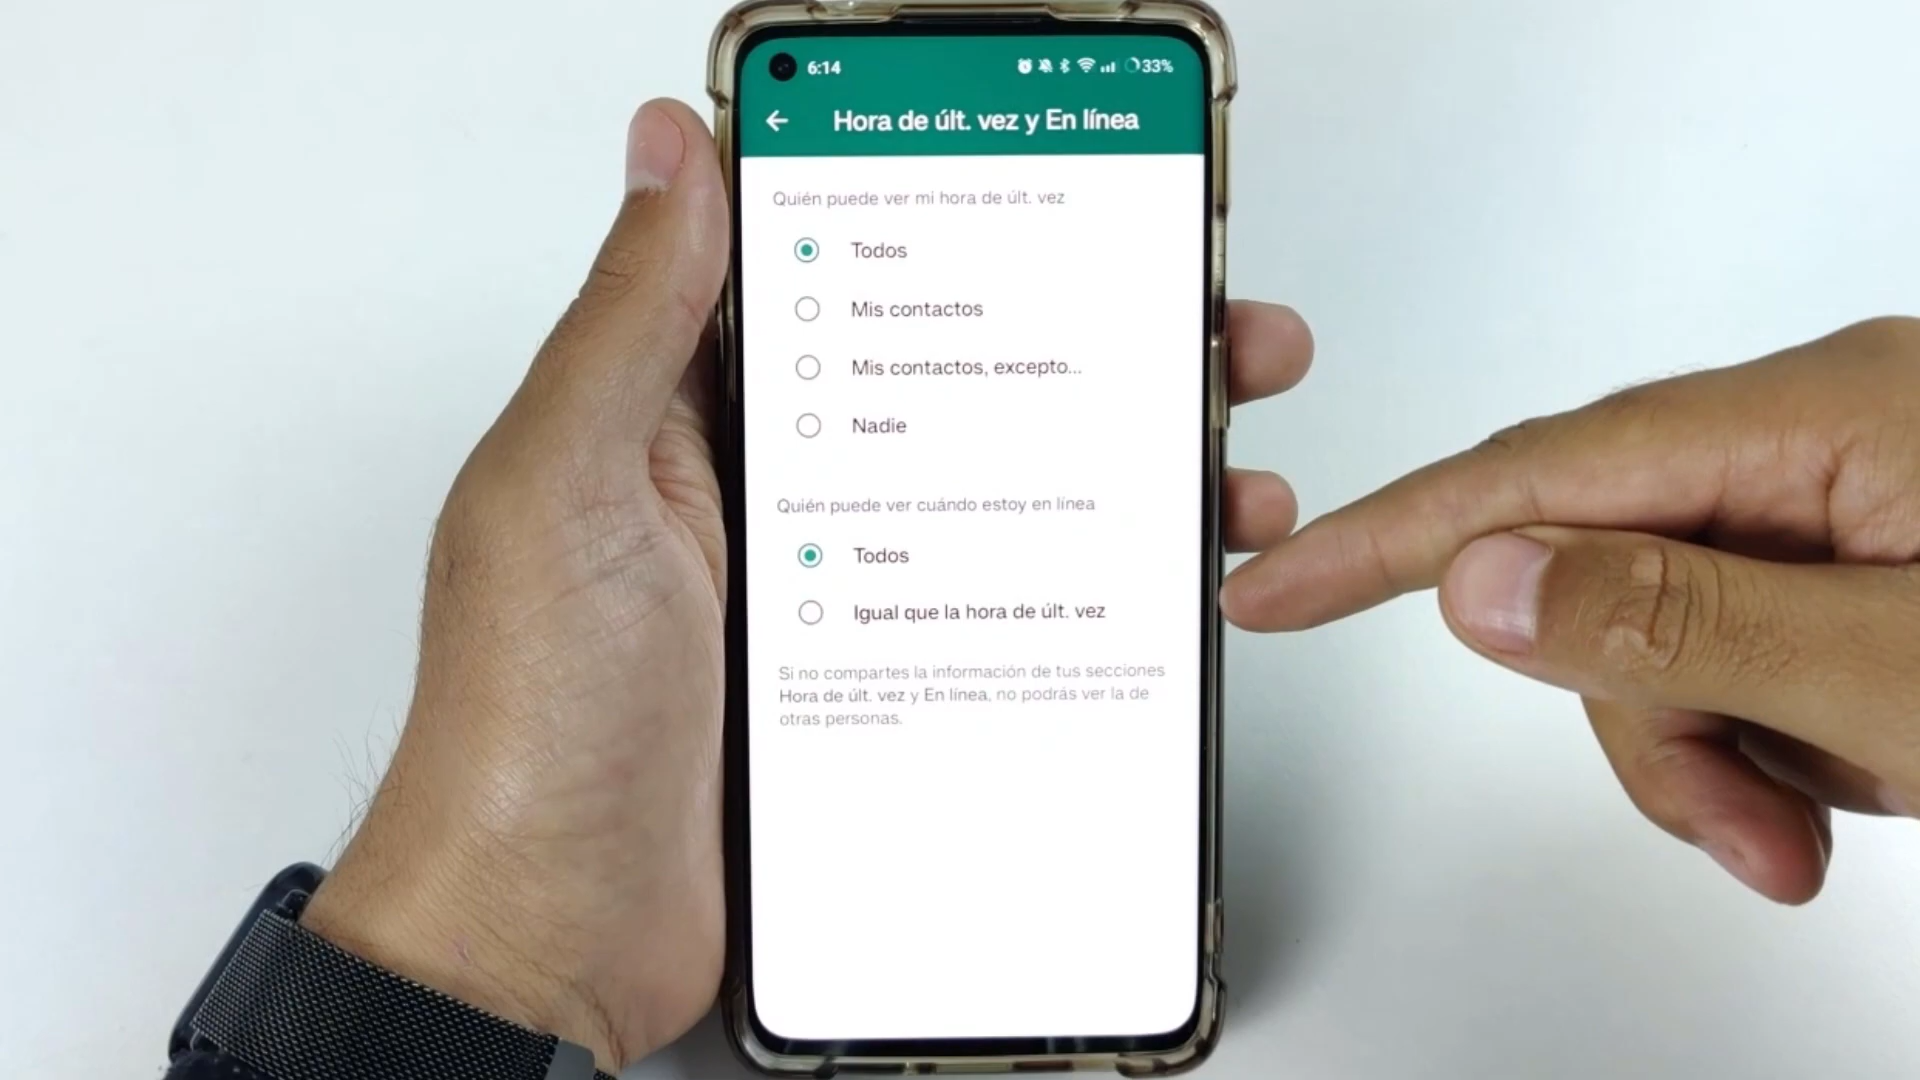 6:14
33%
Hora de últ. vez y En línea
Quién puede ver mi hora de últ. vez
Todos
Mis contactos
Mis contactos, excepto...
Nadie
Quién puede ver cuándo estoy en línea
Todos
Igual que la hora de últ. vez
Si no compartes la información de tus secciones
Hora de últ. vez y En línea, no podrás ver la de
otras personas.